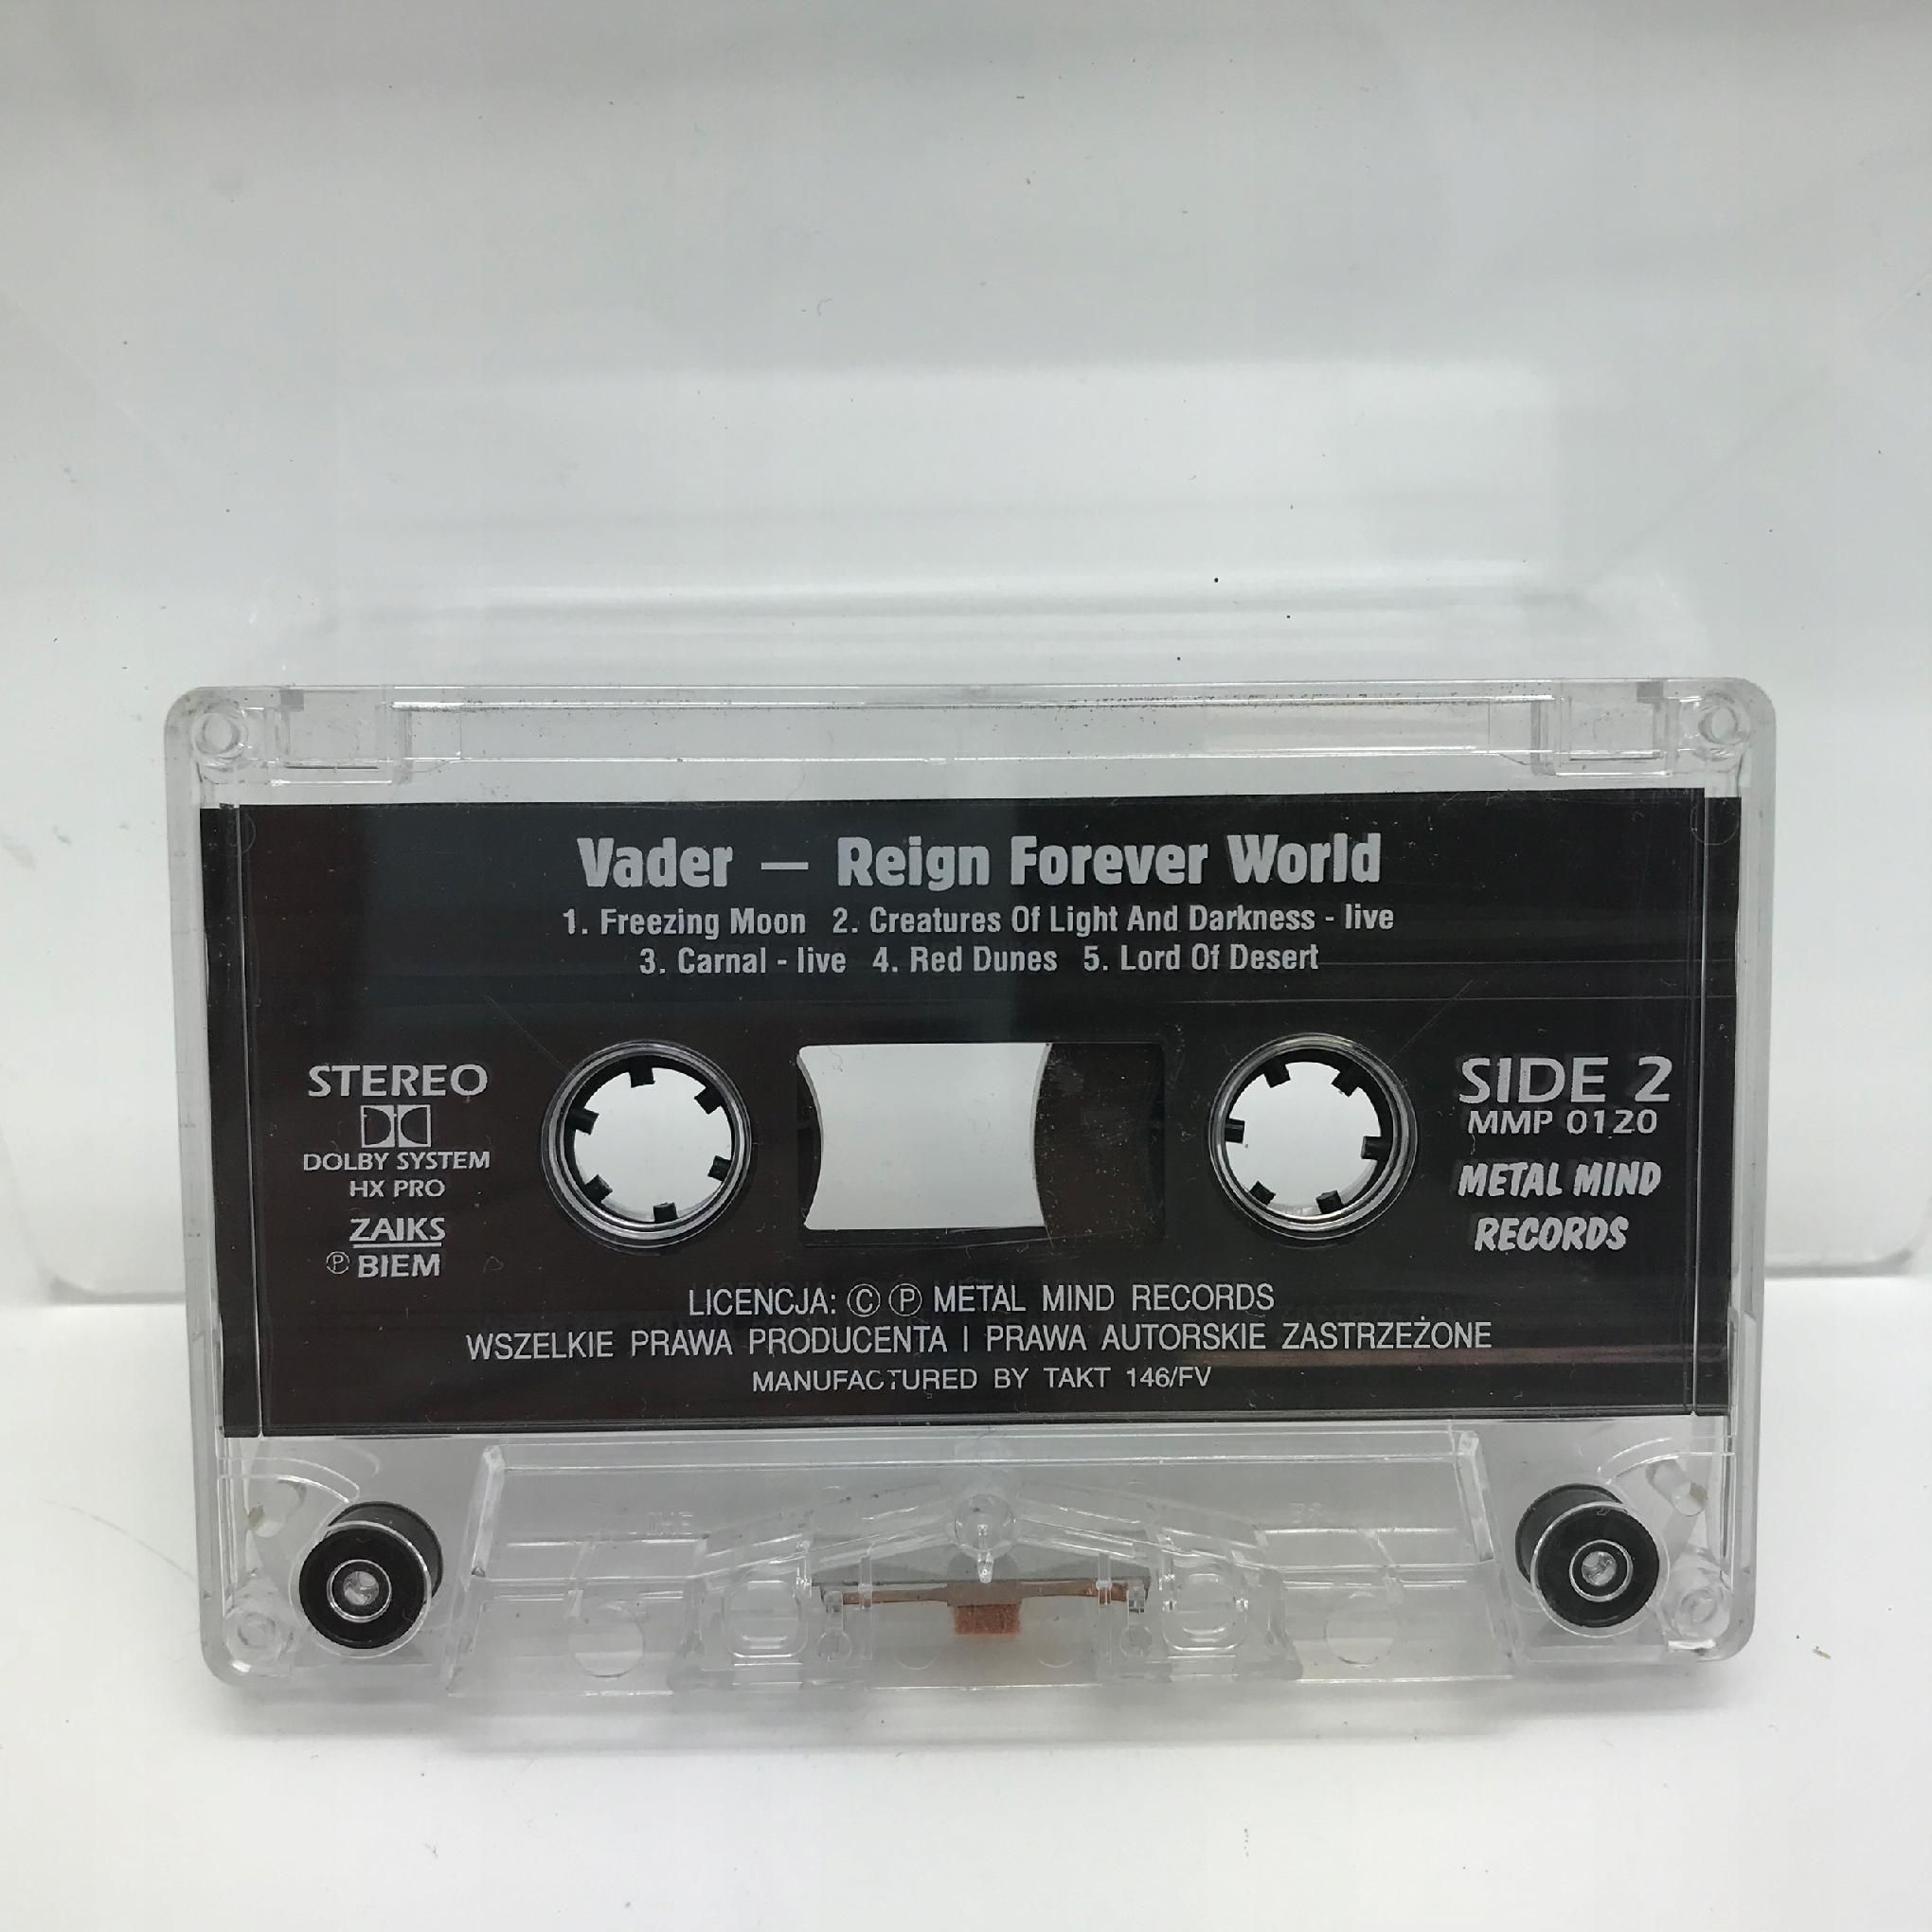 Vader — Reign Forever World
1. Freezing Moon 2. Creatures Of Light And Darkness - live
3. Carnal - live 4. Red Dunes 5. Lord Of Desert
STEREO
DOLBY SYSTEM
HX PRO
ZAIKS
Ⓟ BIEM
SIDE 2
MMP 0120
METAL MIND
RECORDS
LICENCJA: © Ⓟ METAL MIND RECORDS
WSZELKIE PRAWA PRODUCENTA I PRAWA AUTORSKIE ZASTRZEŻONE
MANUFACTURED BY TAKT 146/FV